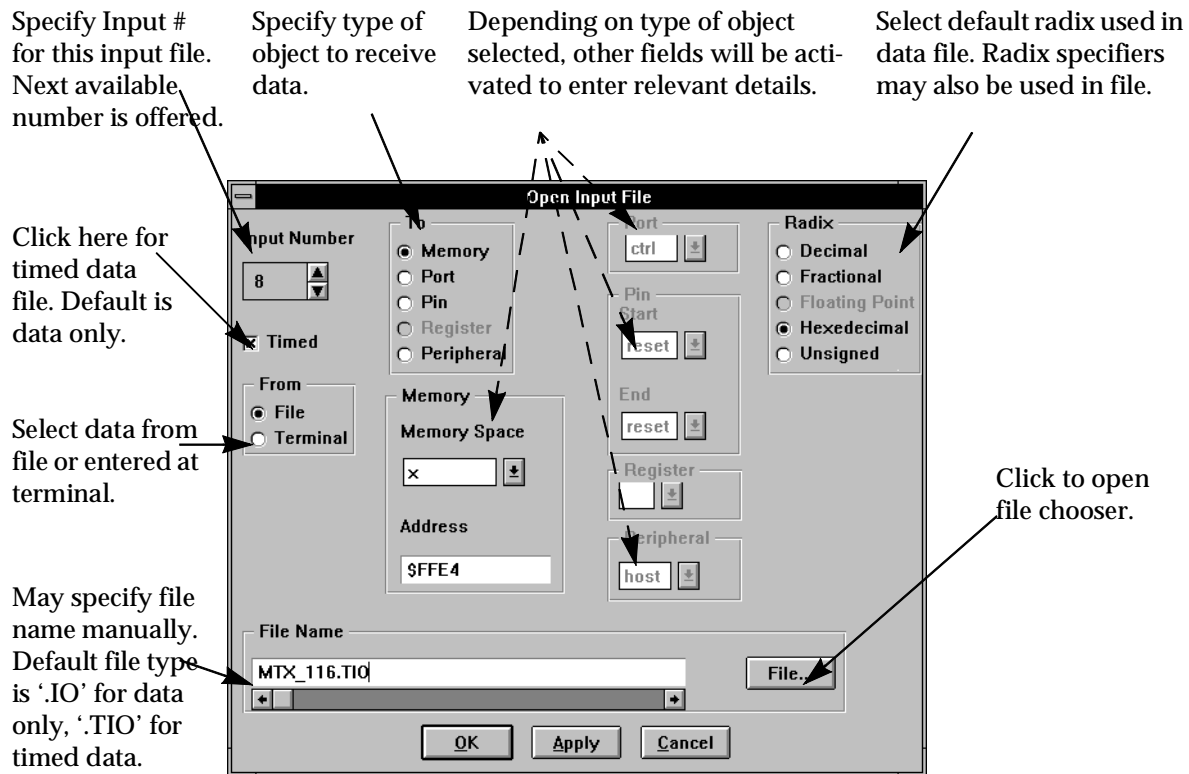 Specify Input #
for this input file.
Next available
number is offered.
Specify type of
object to receive
data.
Depending on type of object
selected, other fields will be acti-
vated to enter relevant details.
Select default radix used in
data file. Radix specifiers
may also be used in file.
Click here for
timed data
file. Default is
data only.
Select data from
file or entered at
terminal.
May specify file
name manually.
Default file type
is ‘.IO’ for data
only, ‘.TIO’ for
timed data.
Click to open
file chooser.
Open Input File
Input Number
8
Timed
From
File
Terminal
To
Memory
Port
Pin
Register
Peripheral
Memory
Memory Space
x
Address
$FFE4
Port
ctrl
Pin
Start
reset
End
reset
Register
Peripheral
host
Radix
Decimal
Fractional
Floating Point
Hexedecimal
Unsigned
File Name
MTX_116.TIO
File...
OK
Apply
Cancel